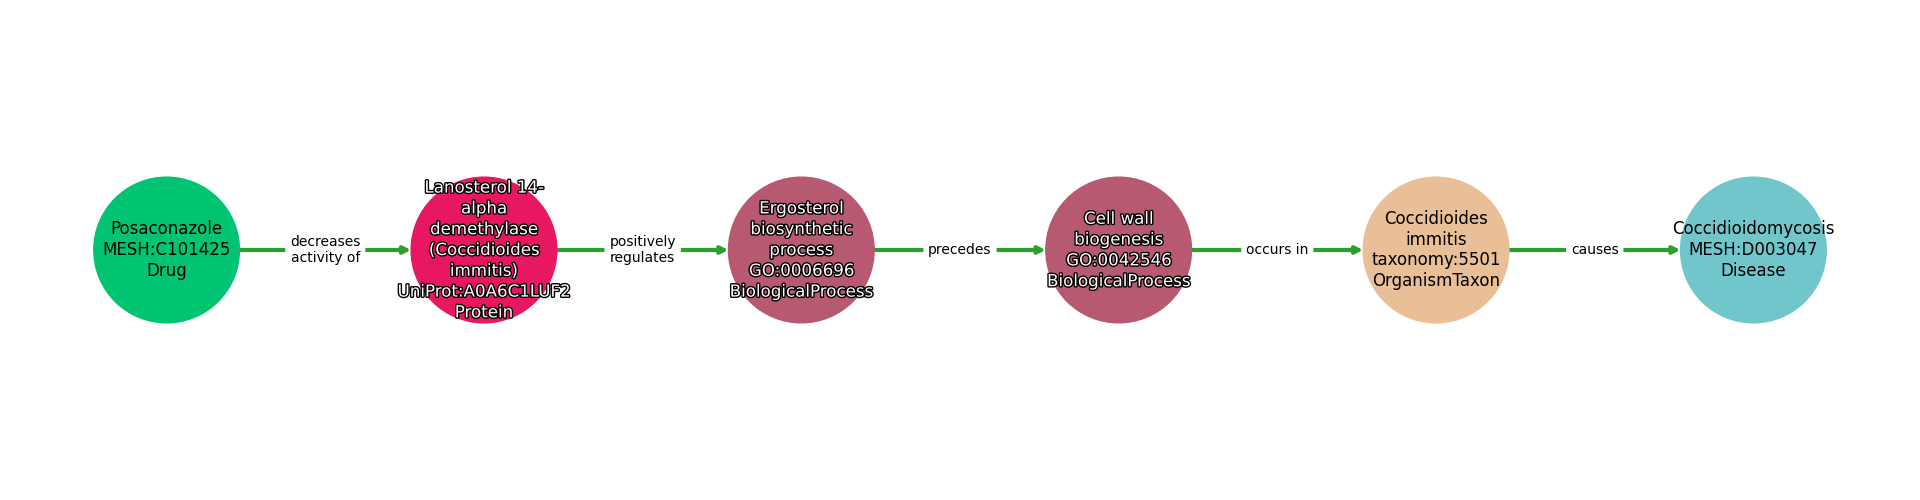 Posaconazole
MESH:C101425
Drug
decreases
activity of
Lanosterol 14-
alpha
demethylase
(Coccidioides
immitis)
UniProt:A0A6C1LUF2
Protein
positively
regulates
Ergosterol
biosynthetic
process
GO:0006696
BiologicalProcess
precedes
Cell wall
biogenesis
GO:0042546
BiologicalProcess
occurs in
Coccidioides
immitis
taxonomy:5501
OrganismTaxon
causes
Coccidioidomycosis
MESH:D003047
Disease